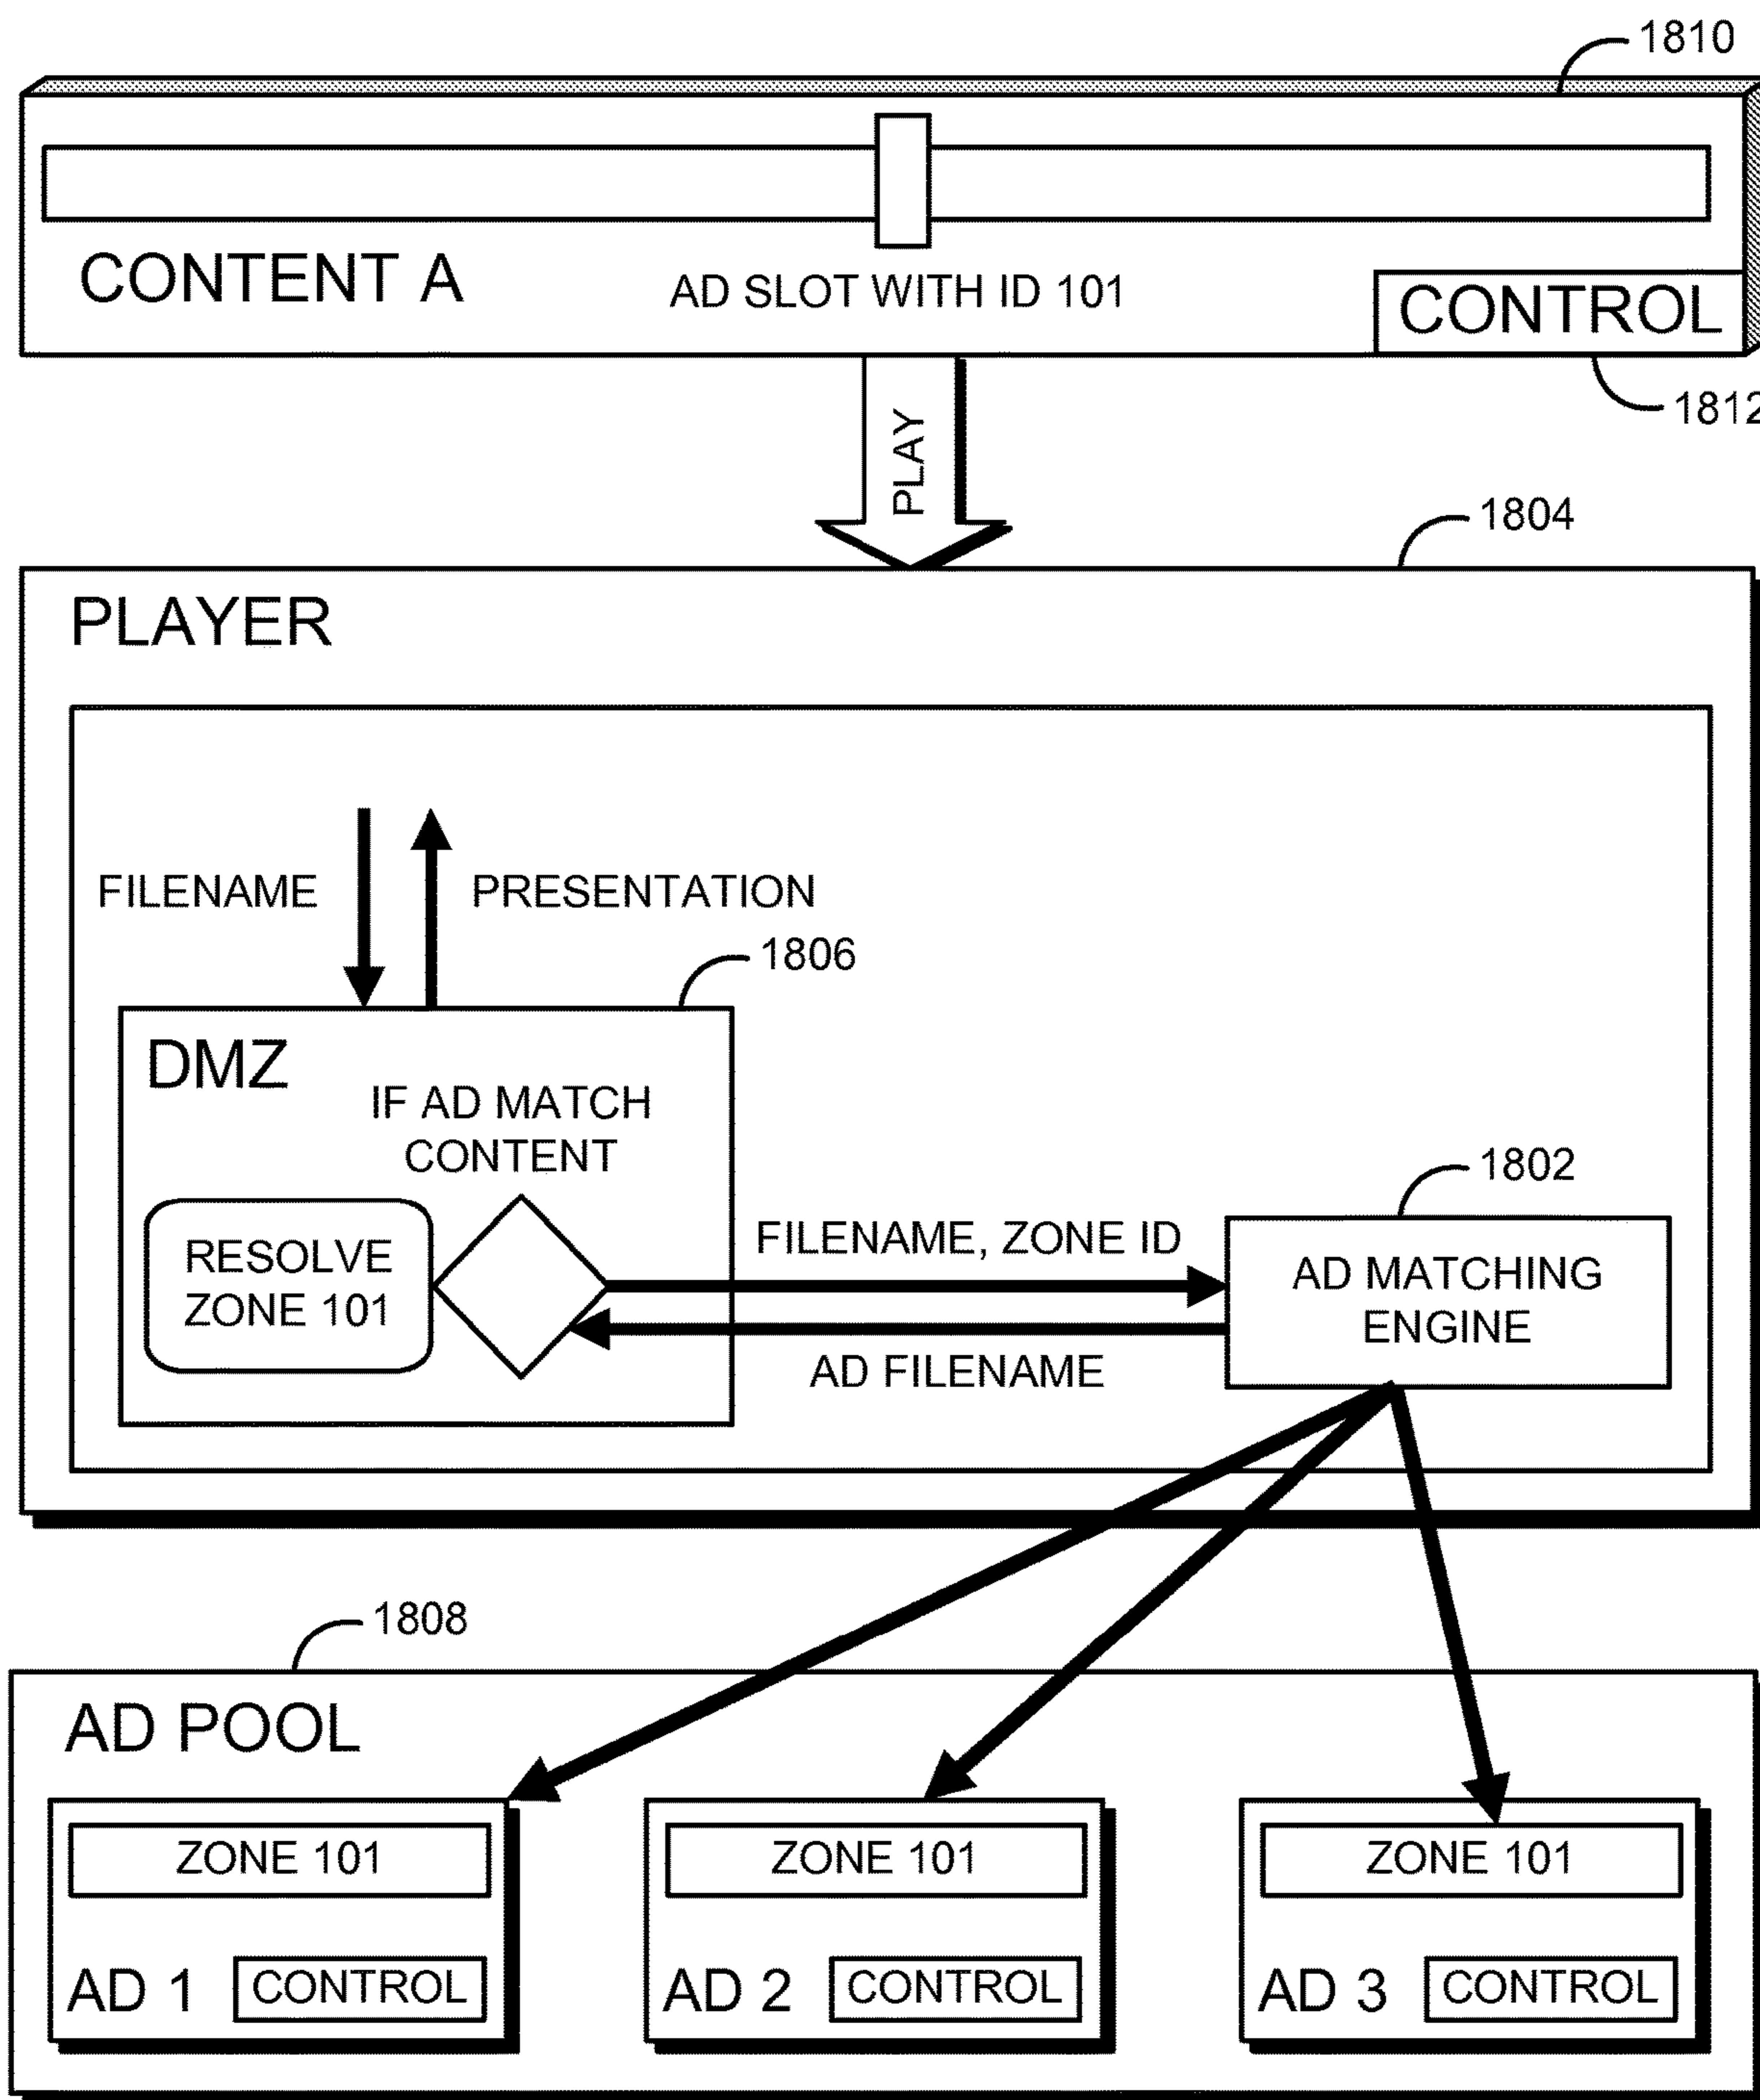 1810
CONTENT A
AD SLOT WITH ID 101
CONTROL
1812
PLAY
1804
PLAYER
FILENAME
PRESENTATION
1806
DMZ
IF AD MATCH
CONTENT
1802
RESOLVE
ZONE 101
FILENAME, ZONE ID
AD MATCHING
ENGINE
AD FILENAME
1808
AD POOL
ZONE 101
ZONE 101
ZONE 101
AD 1
CONTROL
AD 2
CONTROL
AD 3
CONTROL